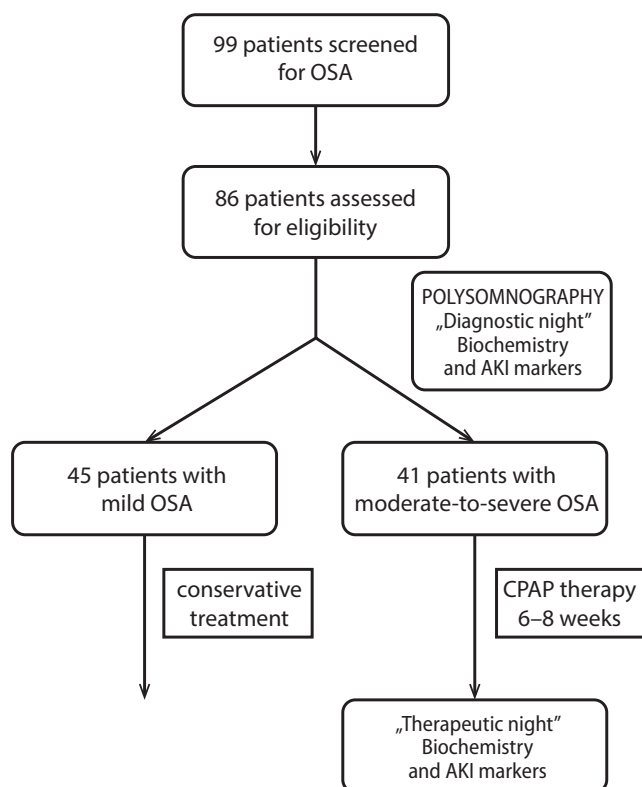 99 patients screened
for OSA
86 patients assessed
for eligibility
POLYSOMNOGRAPHY
„Diagnostic night”
Biochemistry
and AKI markers
45 patients with
mild OSA
41 patients with
moderate-to-severe OSA
conservative
treatment
CPAP therapy
6–8 weeks
„Therapeutic night”
Biochemistry
and AKI markers